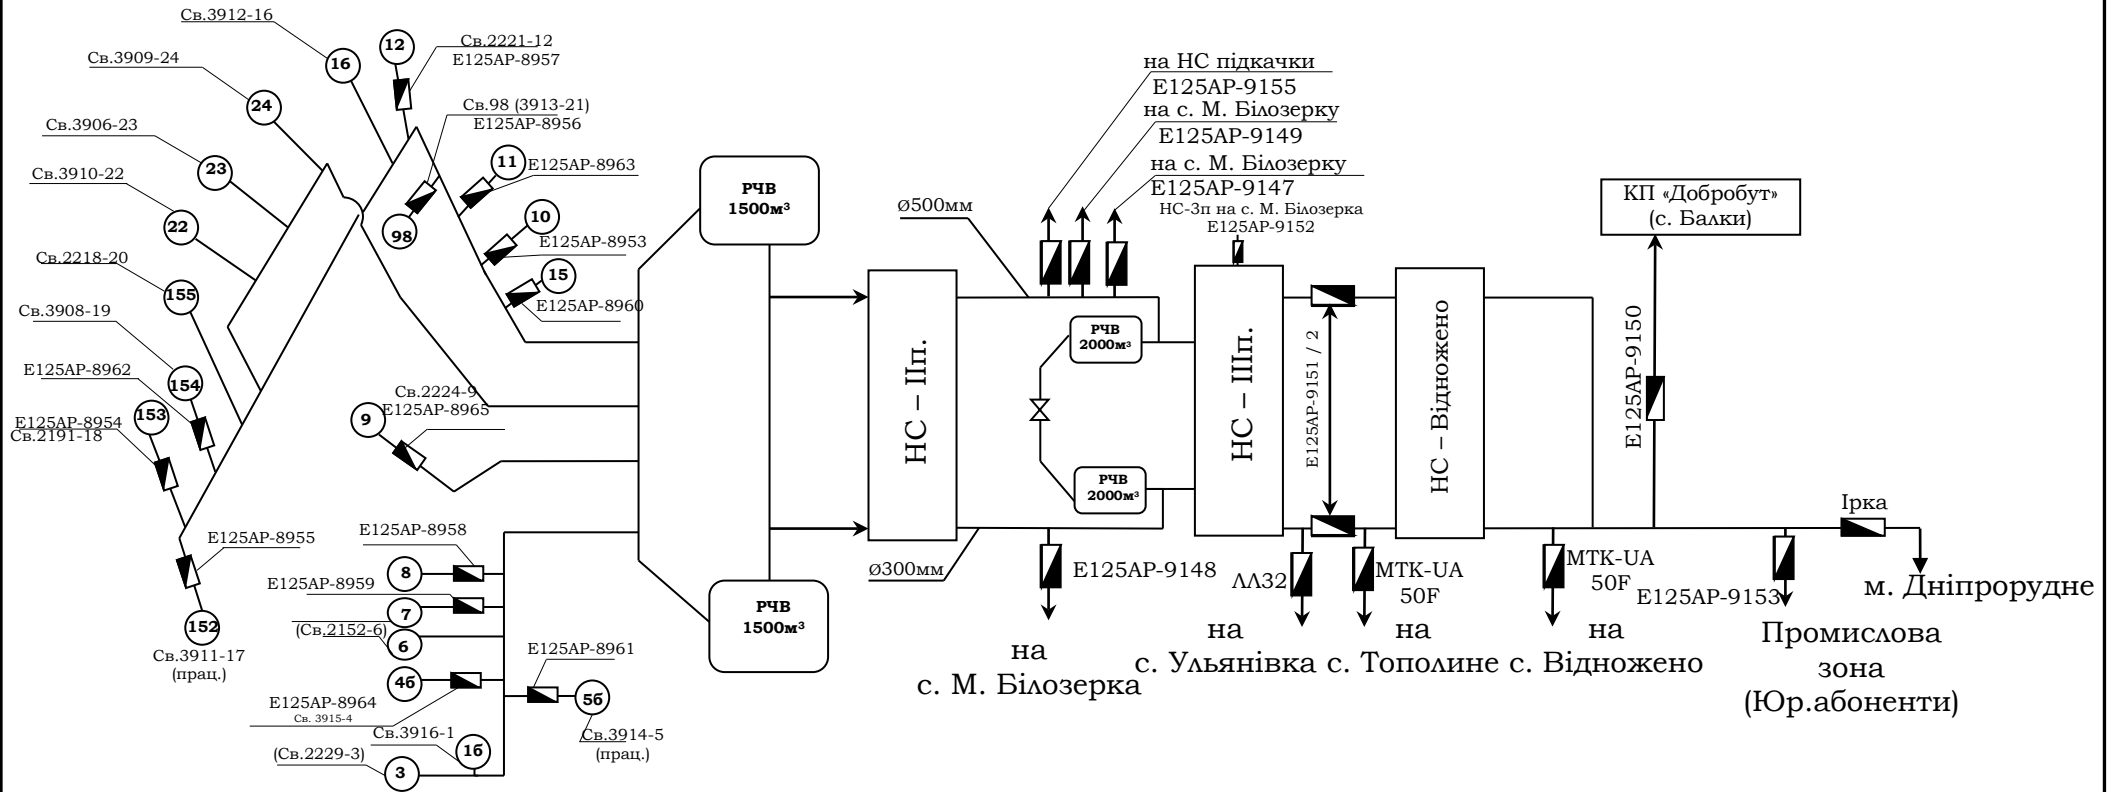 Св.3912-16
16
12
Св.2221-12
Е125АР-8957
Св.3909-24
24
Св.98 (3913-21)
Е125АР-8956
98
Св.3906-23
23
11
Е125АР-8963
Св.3910-22
22
10
Е125АР-8953
Св.2218-20
155
15
Е125АР-8960
Св.3908-19
154
Е125АР-8962
153
Е125АР-8954
Св.2191-18
Е125АР-8955
152
Св.3911-17
(прац.)
Св.2224-9
Е125АР-8965
9
Е125АР-8958
8
Е125АР-8959
7
(Св.2152-6)
6
4б
Е125АР-8964
Св. 3915-4
Е125АР-8961
5б
Св.3914-5
(прац.)
Св.3916-1
1б
(Св.2229-3)
3
РЧВ
1500м³
РЧВ
1500м³
НС – ІІп.
Ø500мм
Ø300мм
на НС підкачки
Е125АР-9155
на с. М. Білозерку
Е125АР-9149
на с. М. Білозерку
Е125АР-9147
НС-3п на с. М. Білозерка
Е125АР-9152
РЧВ
2000м³
РЧВ
2000м³
Е125АР-9148
на
с. М. Білозерка
НС – ІІІп.
Е125АР-9151 / 2
НС – Відножено
ЛЛ32
на
с. Ульянівка
МТК-UA
50F
на
с. Тополине
МТК-UA
50F
на
с. Відножено
КП «Добробут»
(с. Балки)
Е125АР-9150
Е125АР-9153
Промислова
зона
(Юр.абоненти)
Ірка
м. Дніпрорудне